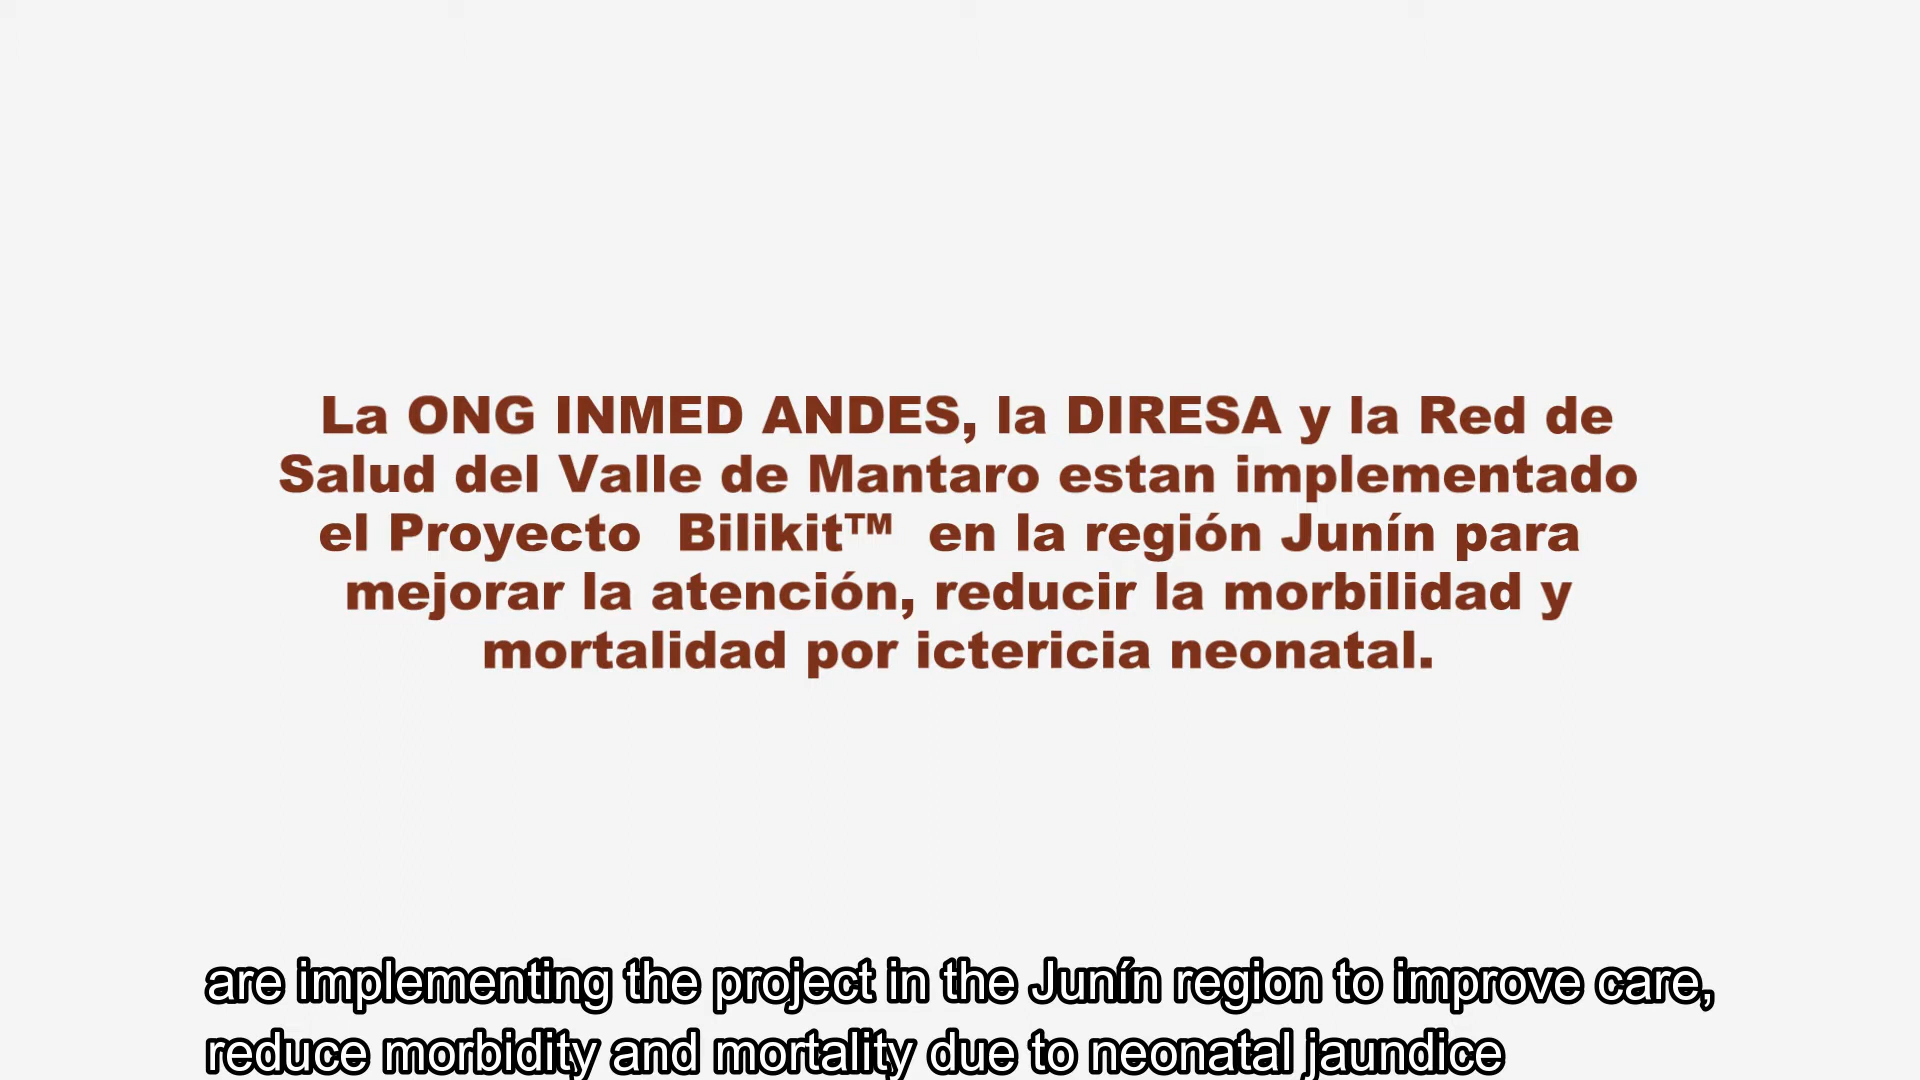 La ONG INMED ANDES, la DIRESA y la Red de
Salud del Valle de Mantaro estan implementado
el Proyecto Bilikit™ en la región Junín para
mejorar la atención, reducir la morbilidad y
mortalidad por ictericia neonatal.
are implementing the project in the Junín region to improve care,
reduce morbidity and mortality due to neonatal jaundice